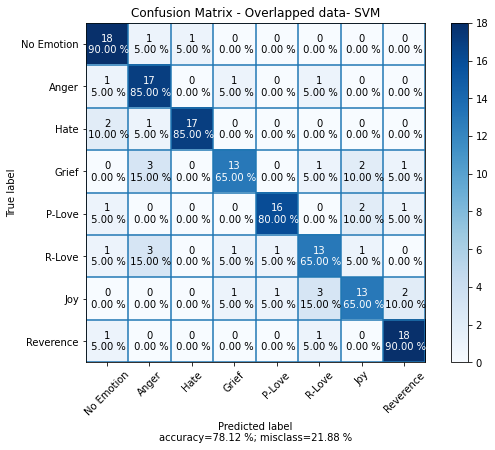 Confusion Matrix - Overlapped data- SVM
No Emotion 18 1 1 0 0 0 0 0
90.00 % 5.00 % 5.00 % 0.00 % 0.00 % 0.00 % 0.00 % 0.00 %
Anger 1 17 0 1 0 1 0 0
5.00 % 85.00 % 0.00 % 5.00 % 0.00 % 5.00 % 0.00 % 0.00 %
Hate 2 1 17 0 0 0 0 0
10.00 % 5.00 % 85.00 % 0.00 % 0.00 % 0.00 % 0.00 % 0.00 %
Grief 0 3 0 13 0 1 2 1
0.00 % 15.00 % 0.00 % 65.00 % 0.00 % 5.00 % 10.00 % 5.00 %
P-Love 1 0 0 0 16 0 2 1
5.00 % 0.00 % 0.00 % 0.00 % 80.00 % 0.00 % 10.00 % 5.00 %
R-Love 1 3 0 1 1 13 1 0
5.00 % 15.00 % 0.00 % 5.00 % 5.00 % 65.00 % 5.00 % 0.00 %
Joy 0 0 0 1 1 3 13 2
0.00 % 0.00 % 0.00 % 5.00 % 5.00 % 15.00 % 65.00 % 10.00 %
Reverence 1 0 0 0 0 1 0 18
5.00 % 0.00 % 0.00 % 0.00 % 0.00 % 5.00 % 0.00 % 90.00 %
True label
No Emotion Anger Hate Grief P-Love R-Love Joy Reverence
Predicted label
accuracy=78.12 %; misclass=21.88 %
18
16
14
12
10
8
6
4
2
0